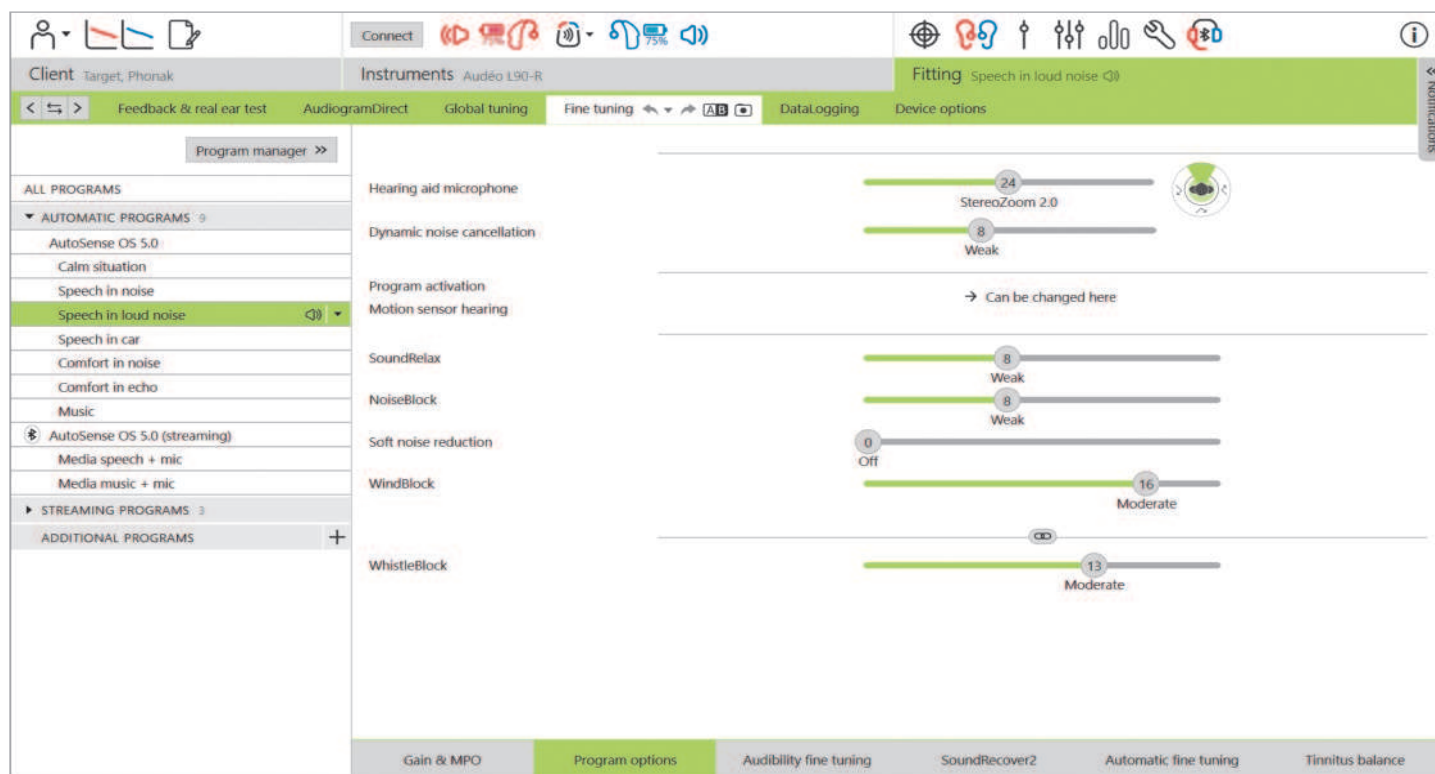 Connect
75%
Client Target, Phonak
Instruments Audéo L90-R
Fitting Speech in loud noise
Notifications
Feedback & real ear test
AudiogramDirect
Global tuning
Fine tuning
AB
DataLogging
Device options
Program manager
ALL PROGRAMS
AUTOMATIC PROGRAMS 9
AutoSense OS 5.0
Calm situation
Speech in noise
Speech in loud noise
Speech in car
Comfort in noise
Comfort in echo
Music
AutoSense OS 5.0 (streaming)
Media speech + mic
Media music + mic
STREAMING PROGRAMS 3
ADDITIONAL PROGRAMS
Hearing aid microphone
24
StereoZoom 2.0
Dynamic noise cancellation
8
Weak
Program activation
Motion sensor hearing
Can be changed here
SoundRelax
8
Weak
NoiseBlock
8
Weak
Soft noise reduction
0
Off
WindBlock
16
Moderate
WhistleBlock
13
Moderate
Gain & MPO
Program options
Audibility fine tuning
SoundRecover2
Automatic fine tuning
Tinnitus balance